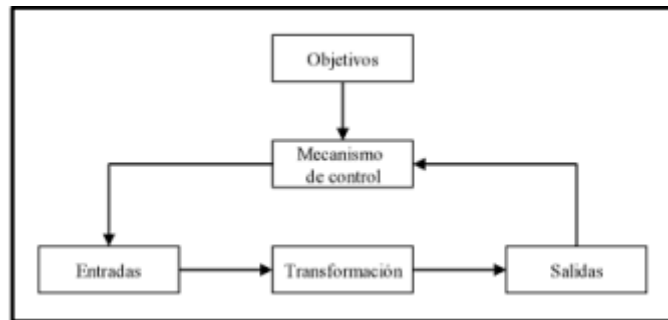 Objetivos
Mecanismo
de control
Entradas
Transformación
Salidas